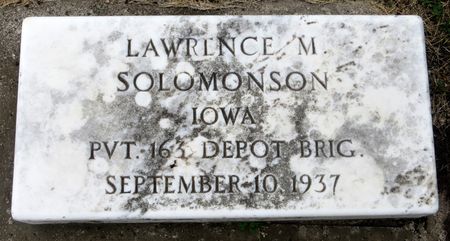 LAWRENCE M.
SOLOMONSON
IOWA
PVT. 163 DEPOT BRIG.
SEPTEMBER 10, 1937